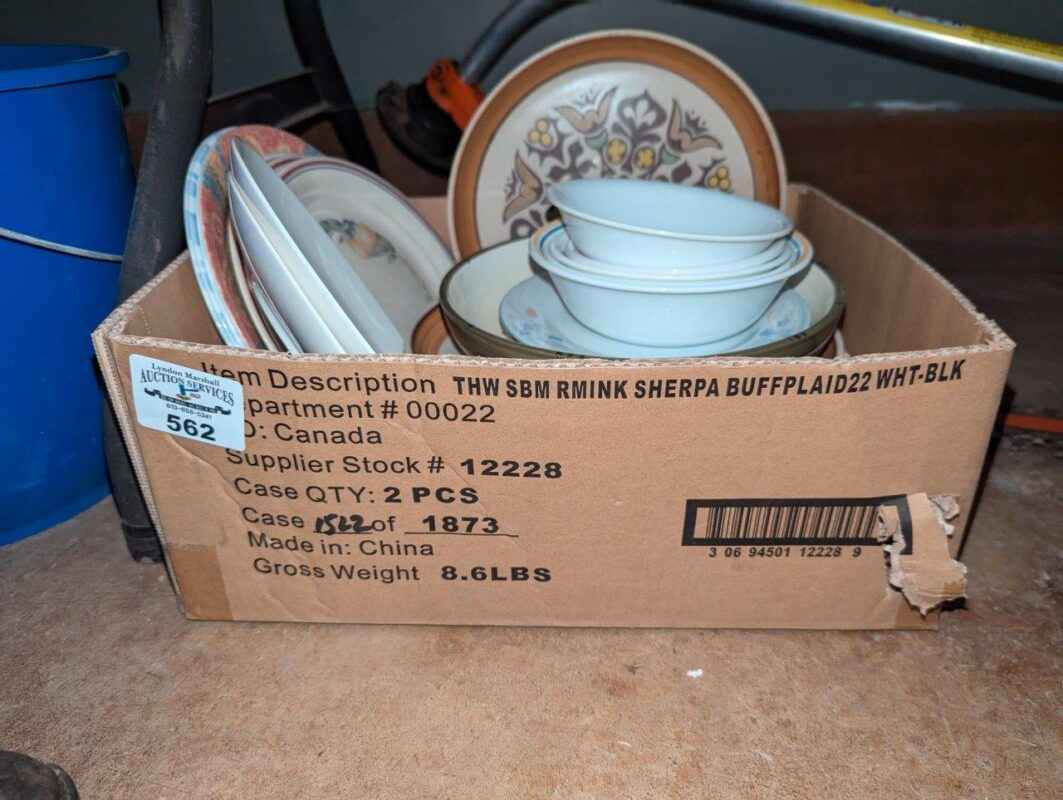 Lyndon Marshall
AUCTION SERVICES
562
Item Description THW SBM RMINK SHERPA BUFFPLAID22 WHT-BLK
epartment # 00022
O: Canada
Supplier Stock # 12228
Case QTY: 2 PCS
Case 1522 of 1873
Made in: China
Gross Weight 8.6LBS
3 06 94501 12228 9